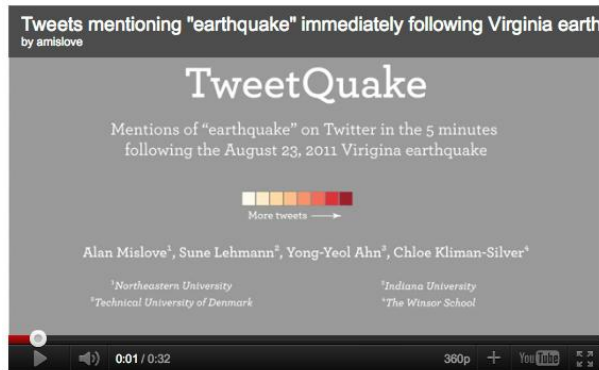 Tweets mentioning "earthquake" immediately following Virginia earth
by amislove
TweetQuake
Mentions of “earthquake” on Twitter in the 5 minutes
following the August 23, 2011 Virigina earthquake
More tweets
Alan Mislove¹, Sune Lehmann², Yong-Yeol Ahn³, Chloe Kliman-Silver⁴
¹Northeastern University
³Indiana University
²Technical University of Denmark
⁴The Winsor School
0:01 / 0:32
360p
YouTube